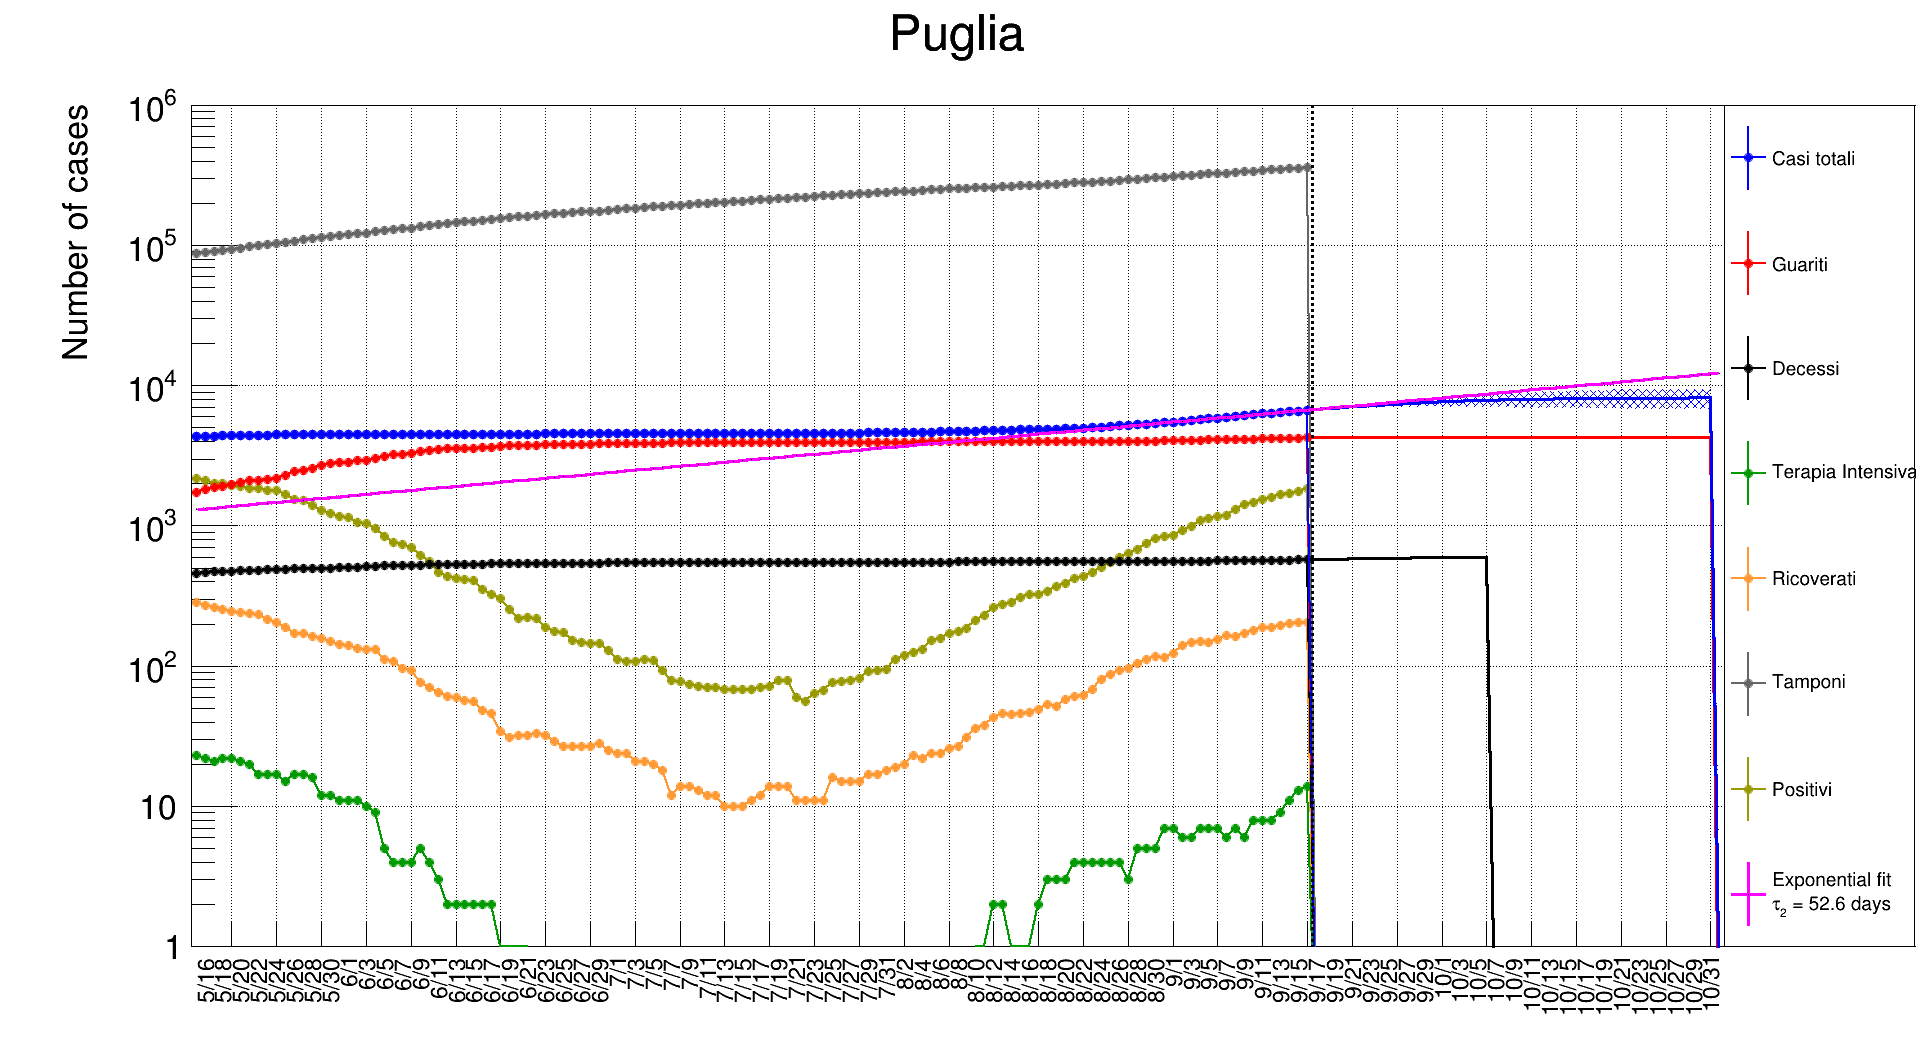 Puglia
Number of cases
10^6
10^5
10^4
10^3
10^2
10
1
5/16 5/18 5/20 5/22 5/24 5/26 5/28 5/30 6/1 6/3 6/5 6/7 6/9 6/11 6/13 6/15 6/17 6/19 6/21 6/23 6/25 6/27 6/29 7/1 7/3 7/5 7/7 7/9 7/11 7/13 7/15 7/17 7/19 7/21 7/23 7/25 7/27 7/29 7/31 8/2 8/4 8/6 8/8 8/10 8/12 8/14 8/16 8/18 8/20 8/22 8/24 8/26 8/28 8/30 9/1 9/3 9/5 9/7 9/9 9/11 9/13 9/15 9/17 9/19 9/21 9/23 9/25 9/27 9/29 10/1 10/3 10/5 10/7 10/9 10/11 10/13 10/15 10/17 10/19 10/21 10/23 10/25 10/27 10/29 10/31
Casi totali
Guariti
Decessi
Terapia Intensiva
Ricoverati
Tamponi
Positivi
Exponential fit
τ₂ = 52.6 days